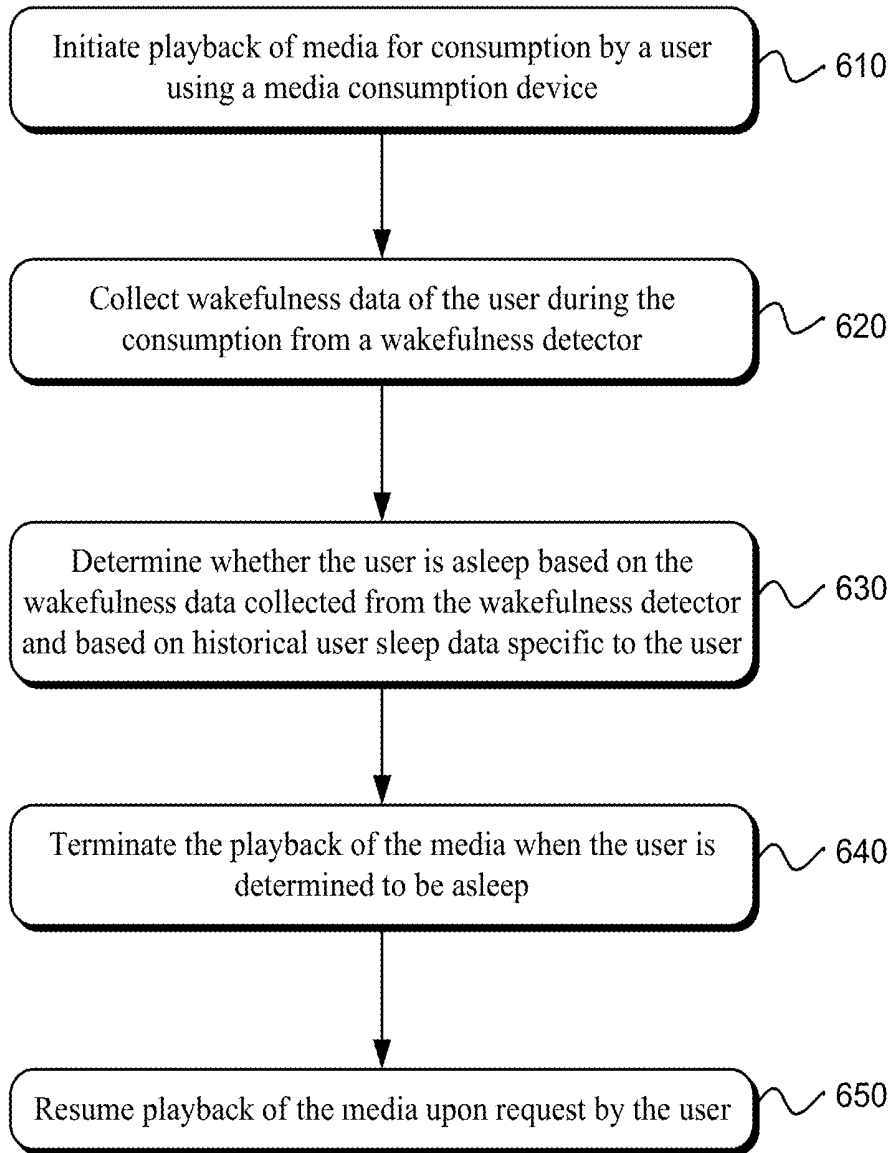 Initiate playback of media for consumption by a user
using a media consumption device
610
Collect wakefulness data of the user during the
consumption from a wakefulness detector
620
Determine whether the user is asleep based on the
wakefulness data collected from the wakefulness detector
and based on historical user sleep data specific to the user
630
Terminate the playback of the media when the user is
determined to be asleep
640
Resume playback of the media upon request by the user
650